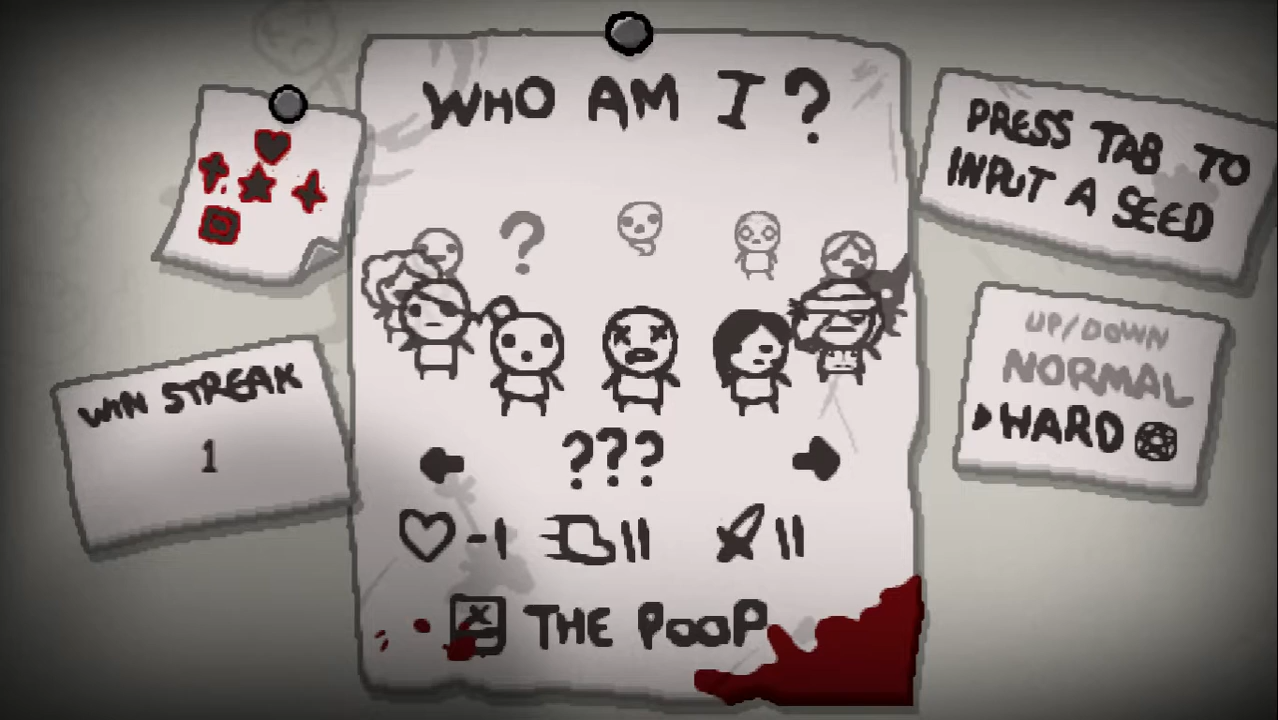 WHO AM I ?
PRESS TAB TO
INPUT A SEED
WIN STREAK
1
UP/DOWN
NORMAL
HARD
?
???
-1
THE POOP